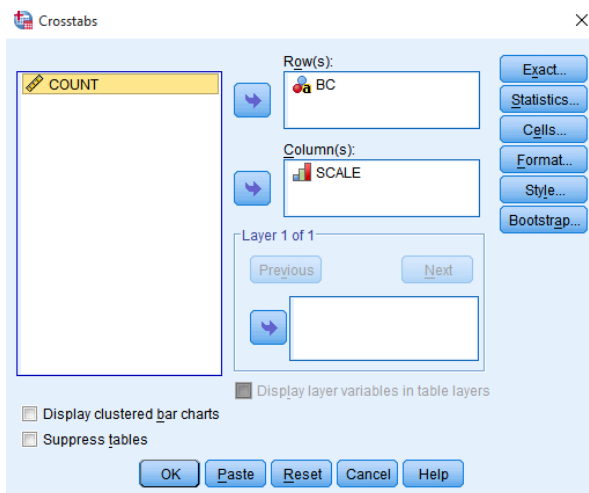 Crosstabs
COUNT
Row(s):
BC
Column(s):
SCALE
Layer 1 of 1
Previous
Next
Display layer variables in table layers
Exact...
Statistics...
Cells...
Format...
Style...
Bootstrap...
Display clustered bar charts
Suppress tables
OK
Paste
Reset
Cancel
Help